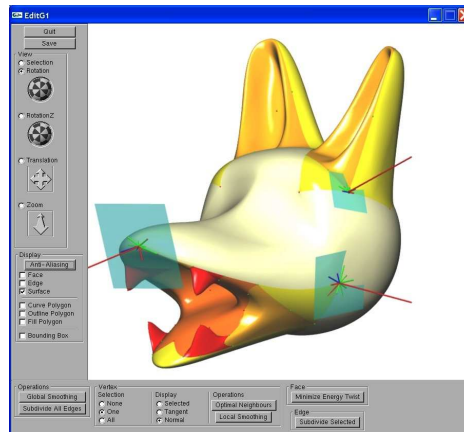 EditG1
Quit
Save
View
Selection
Rotation
RotationZ
Translation
Zoom
Display
Anti-Aliasing
Face
Edge
Surface
Curve Polygon
Outline Polygon
Fill Polygon
Bounding Box
Operations
Global Smoothing
Subdivide All Edges
Vertex
Selection
None
One
All
Display
Selected
Tangent
Normal
Operations
Optimal Neighbours
Local Smoothing
Face
Minimize Energy Twist
Edge
Subdivide Selected